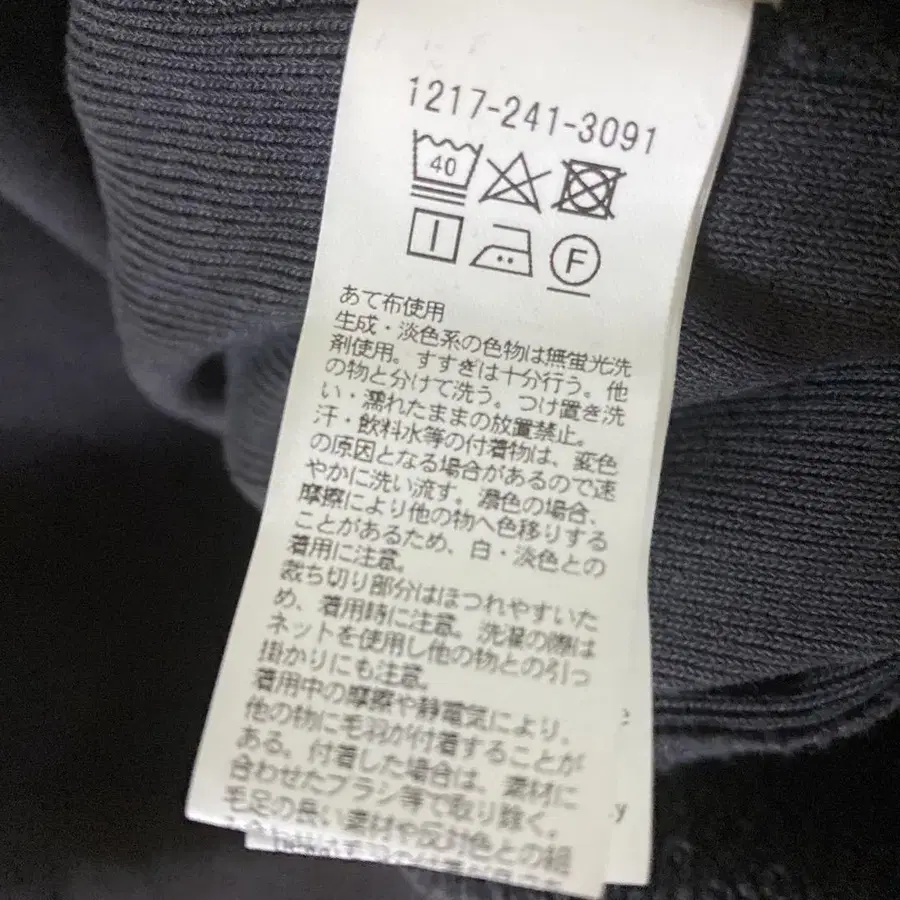 1217-241-3091
40
F
あて布使用
生成・淡色系の色物は無蛍光洗
剤使用。すすぎは十分行う。他
の物と分けて洗う。つけ置き洗
い・濡れたままの放置禁止。
汗・飲料水等の付着物は、変色
の原因となる場合があるので速
やかに洗い流す。濃色の場合、
摩擦により他の物へ色移りする
ことがあるため、白・淡色との
着用に注意。
裁ち切り部分はほつれやすいた
め、着用時に注意。洗濯の際は
ネットを使用し他の物との引っ
掛かりにも注意。
着用中の摩擦や静電気により、
他の物に毛羽が付着することが
ある。付着した場合は、素材に
合わせたブラシ等で取り除く。
毛足の長い素材や反対色との組
y